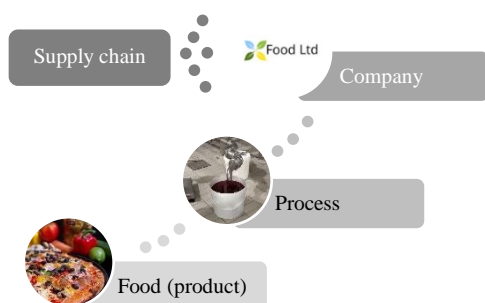 Supply chain
Food Ltd
Company
Process
Food (product)